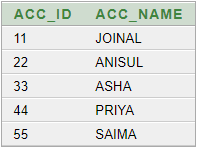 ACC_ID ACC_NAME
11 JOINAL
22 ANISUL
33 ASHA
44 PRIYA
55 SAIMA